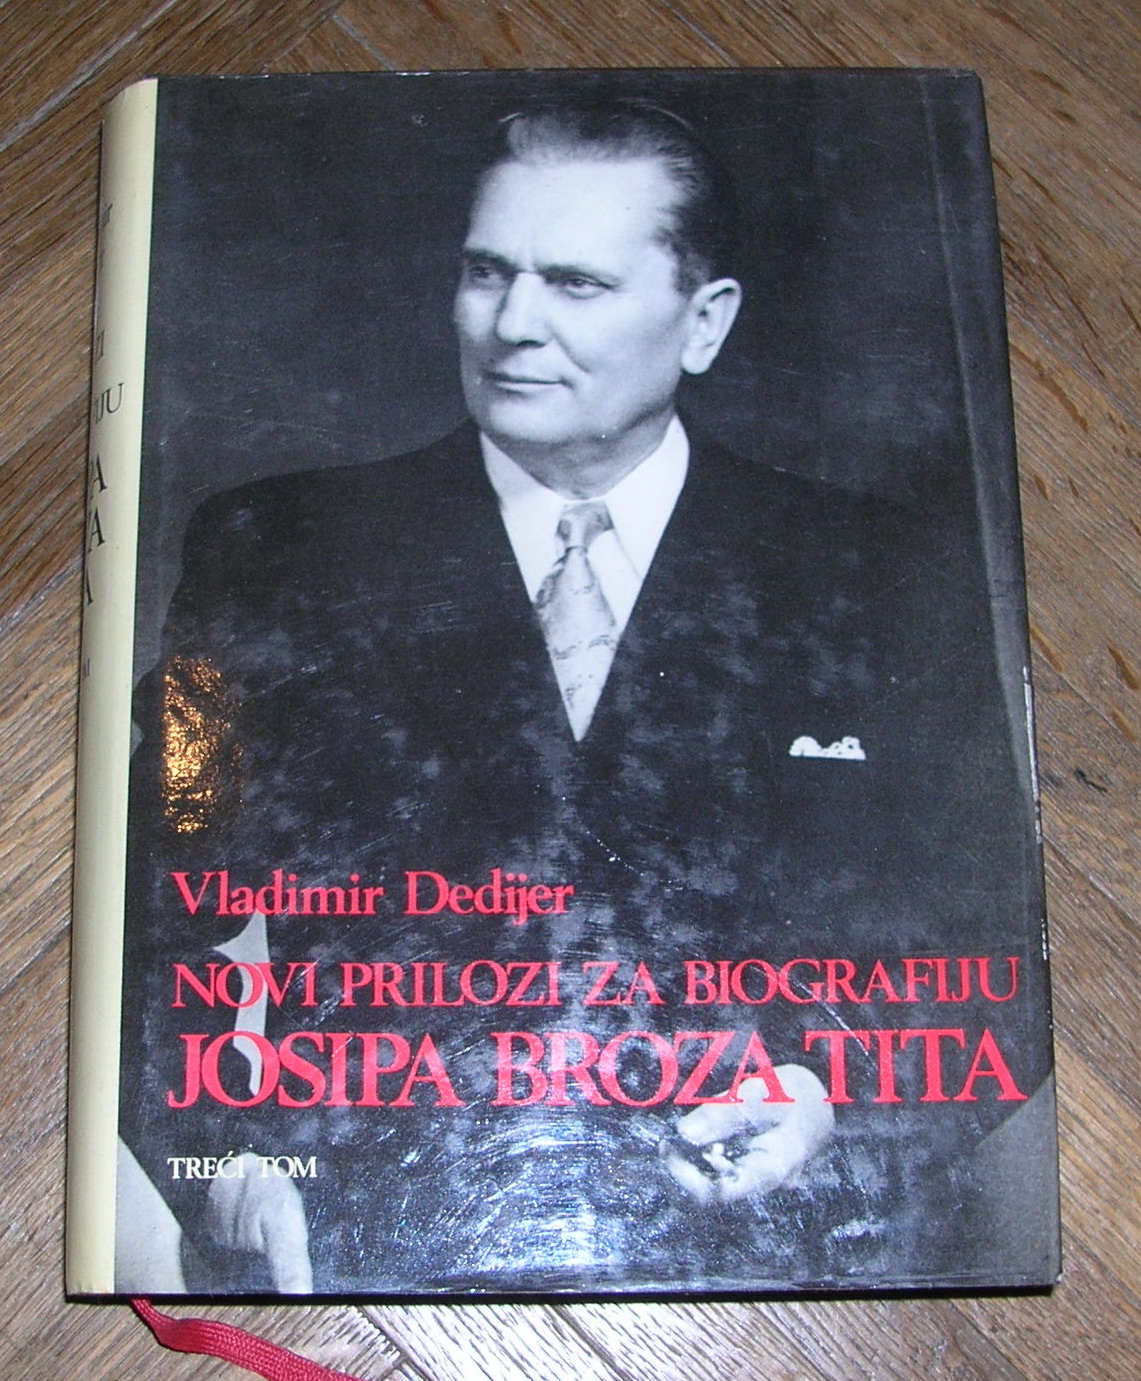 Vladimir Dedijer
NOVI PRILOZI ZA BIOGRAFIJU
JOSIPA BROZA TITA
TREĆI TOM